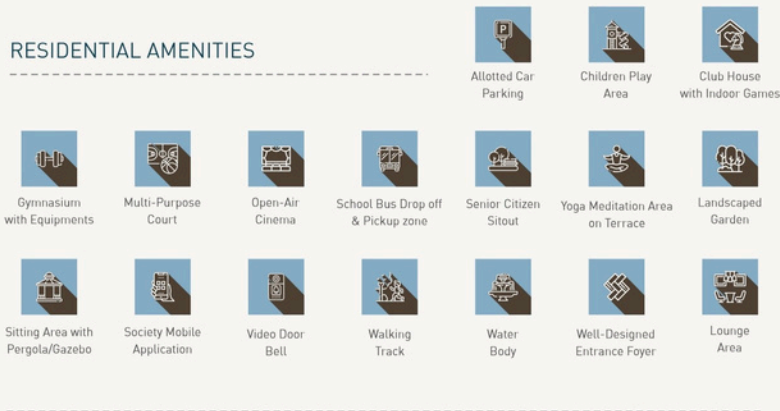 RESIDENTIAL AMENITIES
P
Allotted Car
Parking
Children Play
Area
Club House
with Indoor Games
Gymnasium
with Equipments
Multi-Purpose
Court
Open-Air
Cinema
School Bus Drop off
& Pickup zone
Senior Citizen
Sitout
Yoga Meditation Area
on Terrace
Landscaped
Garden
Sitting Area with
Pergola/Gazebo
Society Mobile
Application
Video Door
Bell
Walking
Track
Water
Body
Well-Designed
Entrance Foyer
Lounge
Area